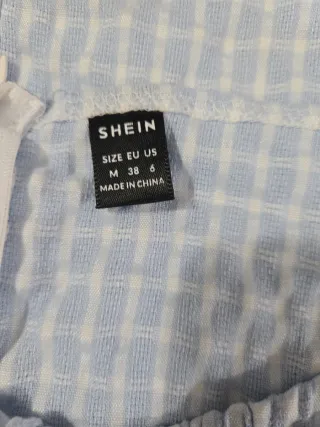 SHEIN
SIZE EU US
M 38 6
MADE IN CHINA